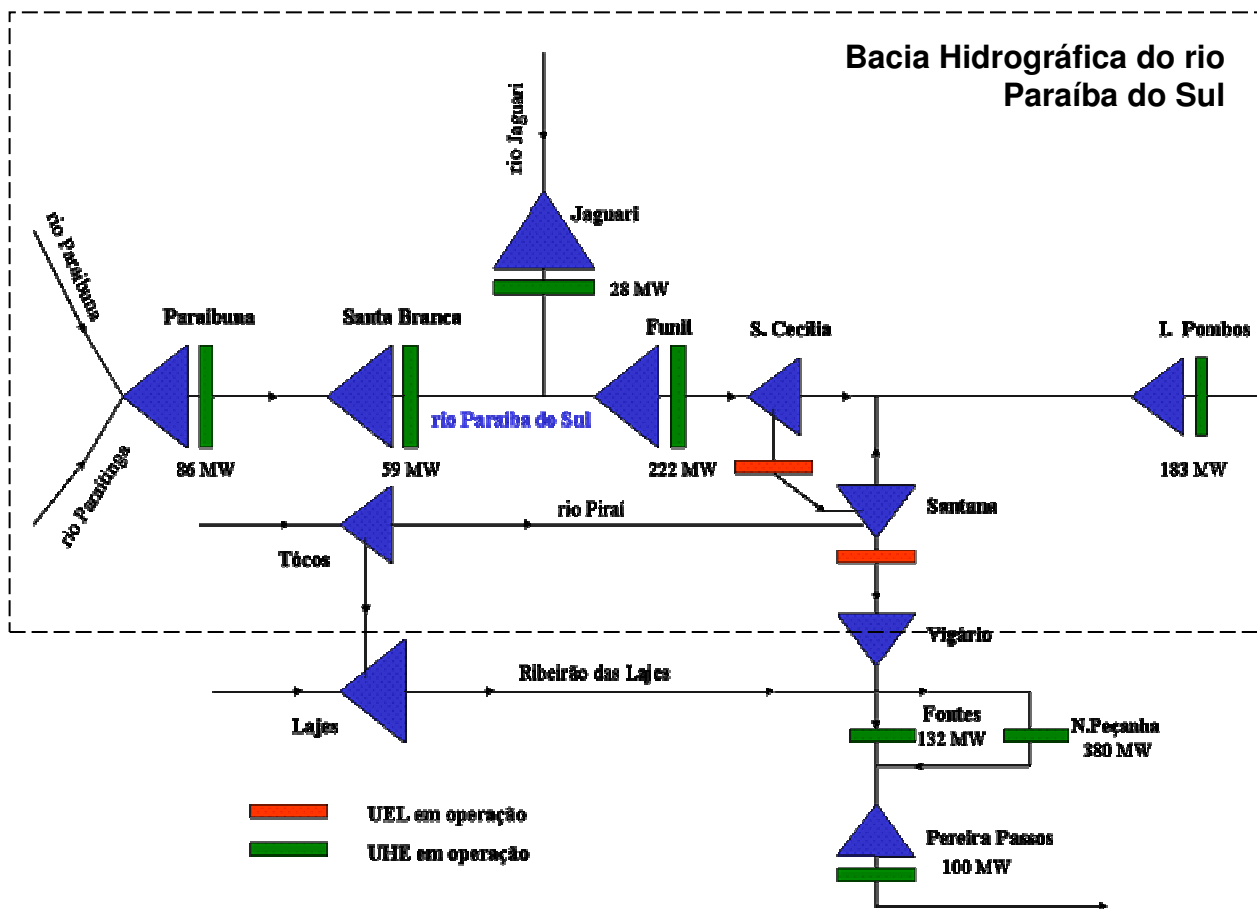 Bacia Hidrográfica do rio
Paraíba do Sul
rio Jaguari
Jaguari
28 MW
rio Paraibuna
rio Paraitinga
Paraibuna
86 MW
Santa Branca
59 MW
rio Paraíba do Sul
Funil
222 MW
S. Cecília
I. Pombos
183 MW
rio Piraí
Santana
Tócos
Vigário
Ribeirão das Lajes
Lajes
Fontes
132 MW
N.Peçanha
380 MW
UEL em operação
UHE em operação
Pereira Passos
100 MW